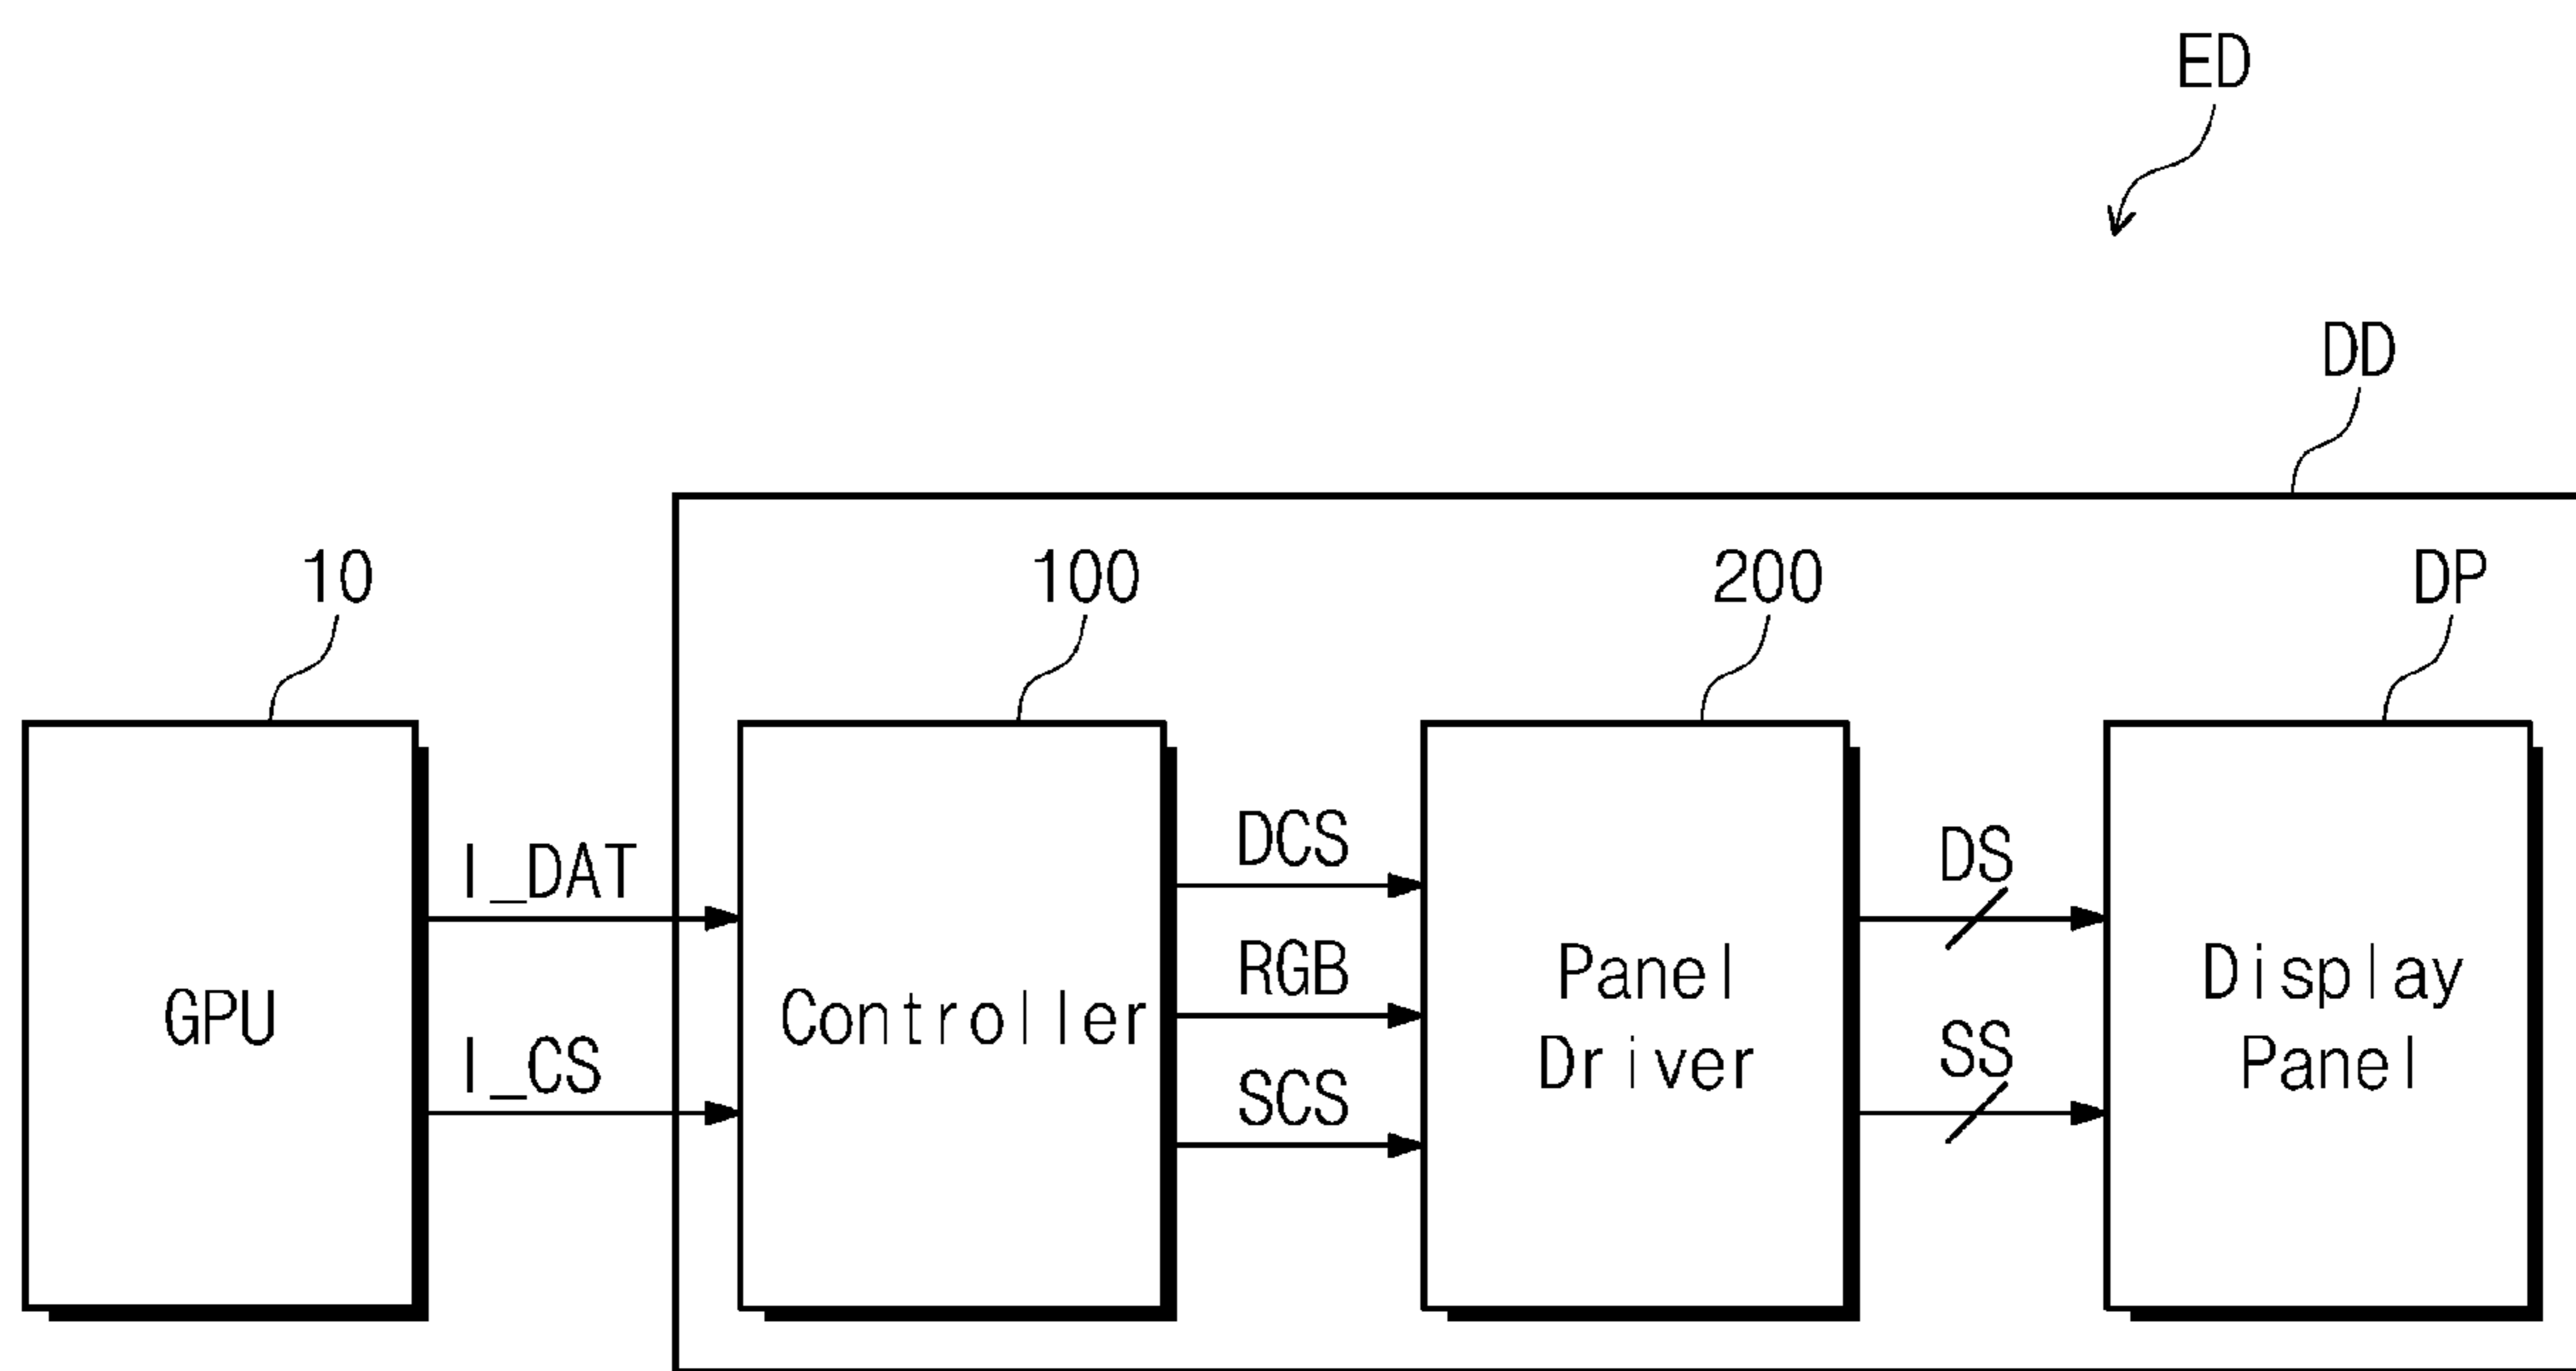 ED
DD
10
100
200
DP
I_DAT
DCS
DS
GPU
Controller
RGB
Panel
Driver
Display
Panel
I_CS
SCS
SS